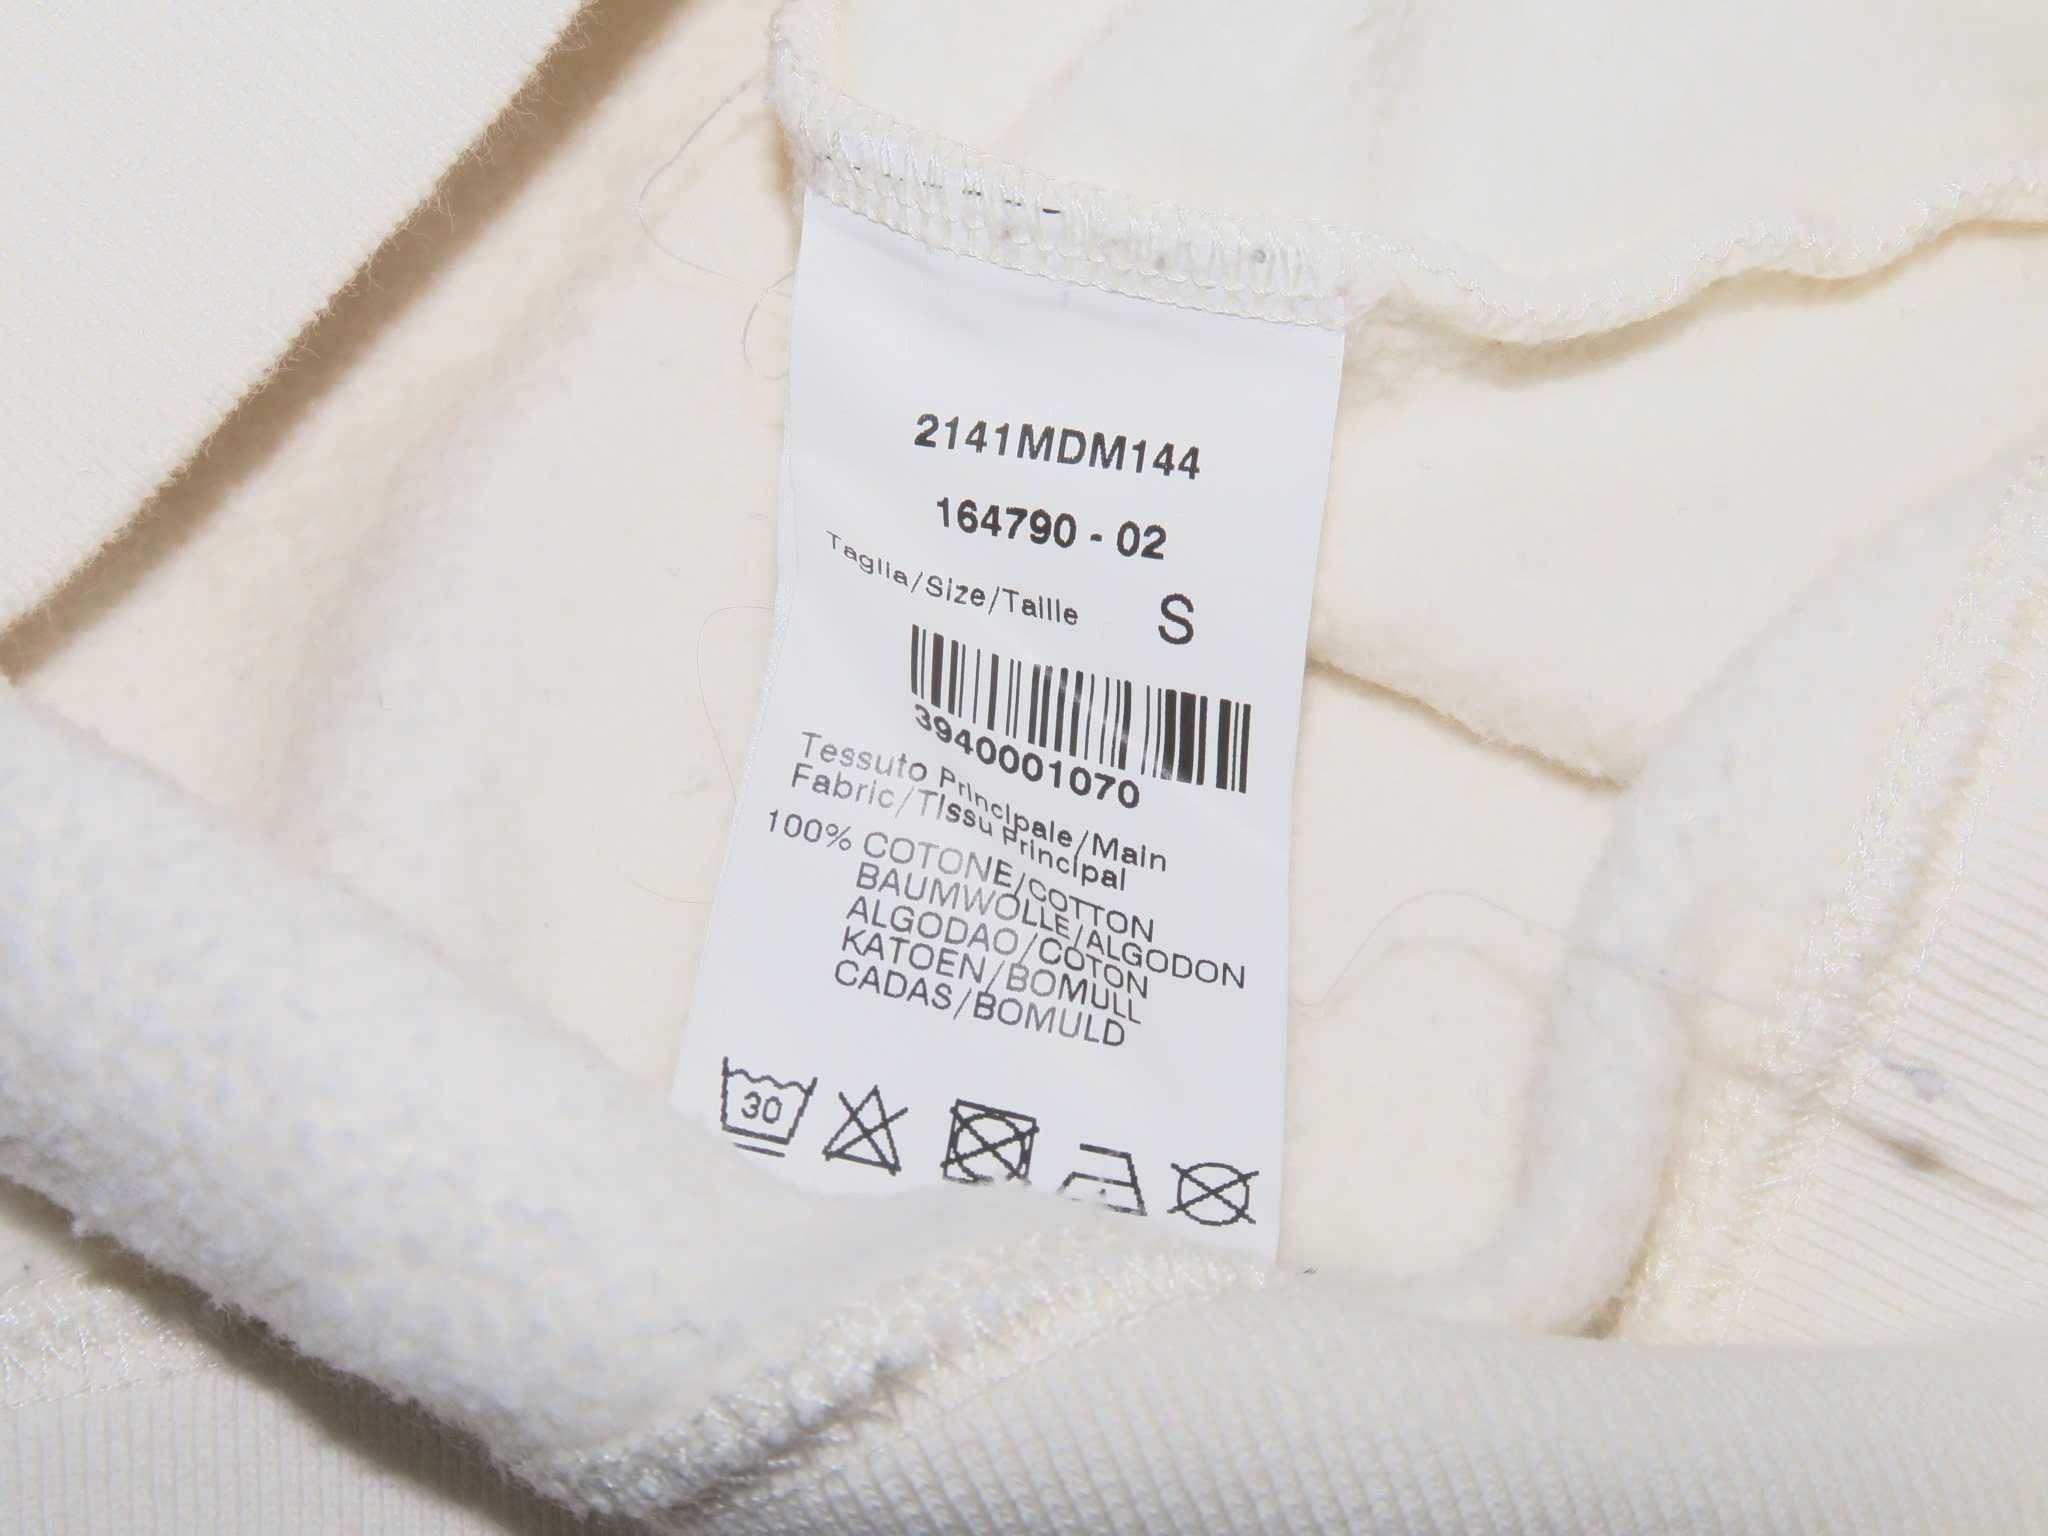 2141MDM144
164790 - 02
Taglia/Size/Taille S
3940001070
Tessuto Principale/Main
Fabric/Tissu Principal
100% COTONE/COTTON
BAUMWOLLE/ALGODON
ALGODAO/COTON
KATOEN/BOMULL
CADAS/BOMULD
30